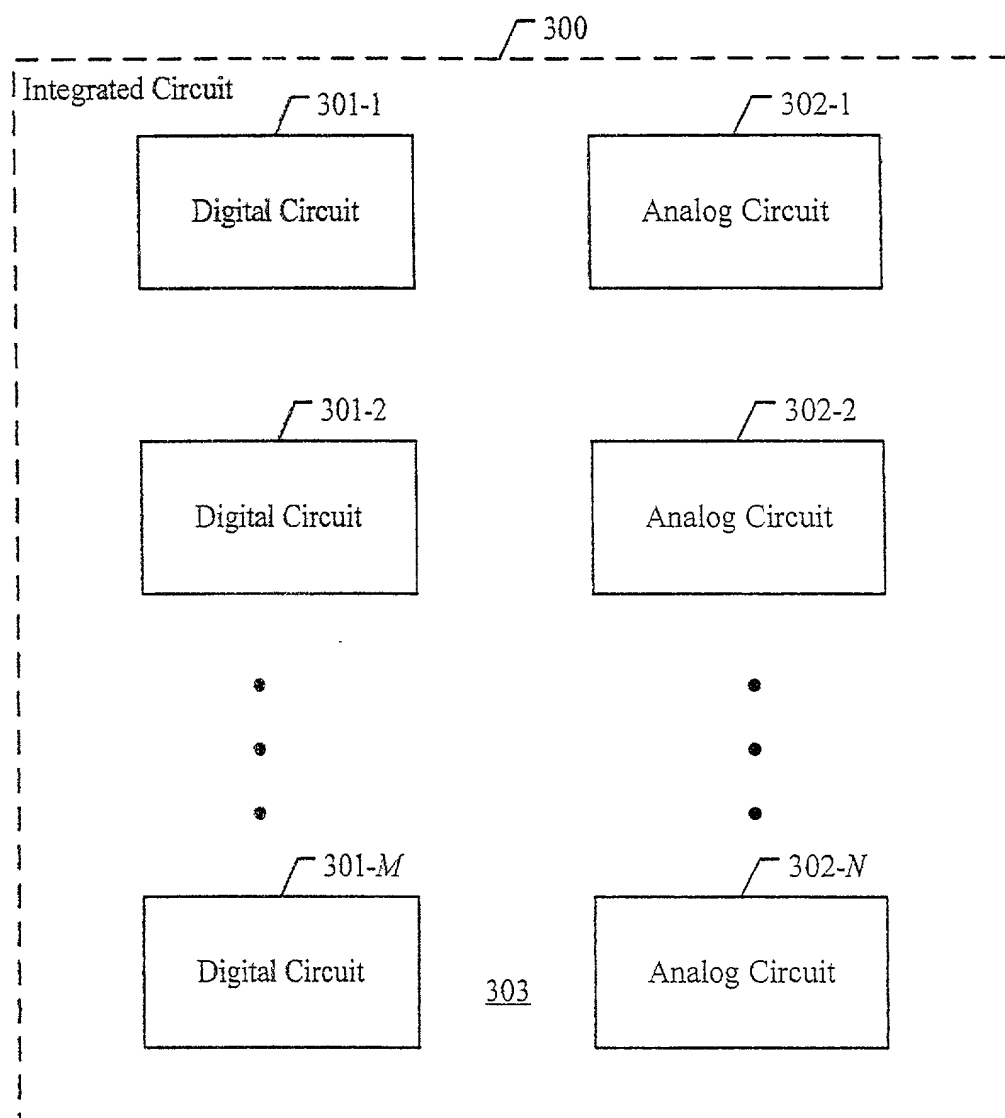 300
Integrated Circuit
301-1
302-1
Digital Circuit
Analog Circuit
301-2
302-2
Digital Circuit
Analog Circuit
301-M
302-N
Digital Circuit
Analog Circuit
303